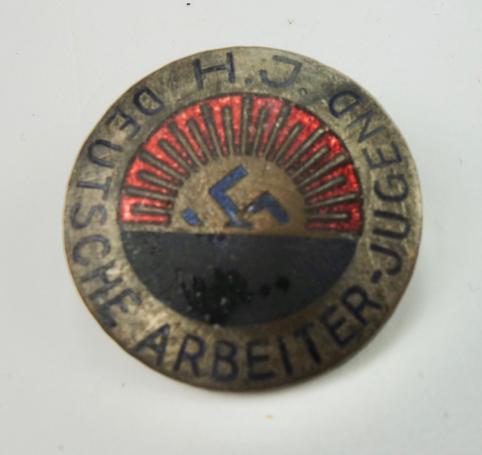 H.J.
DEUTSCHE ARBEITER-JUGEND